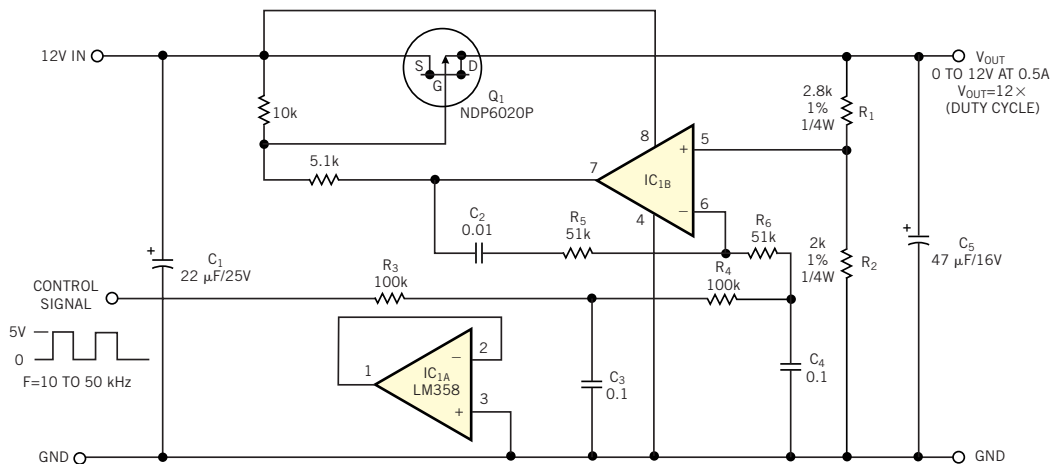 12V IN
S
D
G
Q1
NDP6020P
VOUT
0 TO 12V AT 0.5A
VOUT=12×
(DUTY CYCLE)
10k
2.8k
1%
1/4W
R1
8
5
+
7
IC1B
5.1k
4
−
6
C2
0.01
R5
51k
R6
51k
2k
1%
1/4W
R2
+
C5
47 µF/16V
+
C1
22 µF/25V
R3
100k
R4
100k
CONTROL
SIGNAL
5V
0
F=10 TO 50 kHz
1
−
2
IC1A
LM358
+
3
C3
0.1
C4
0.1
GND
GND